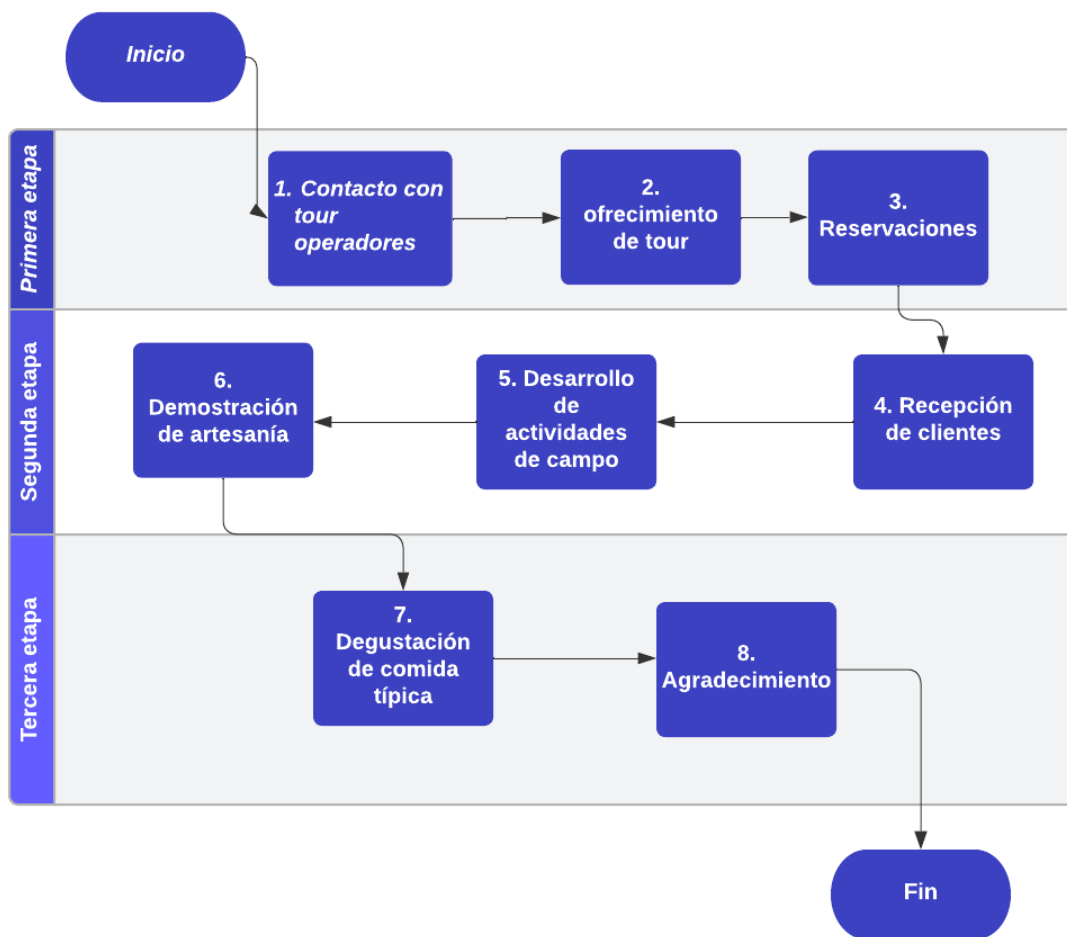 Inicio
Primera etapa
1. Contacto con
tour
operadores
2.
ofrecimiento
de tour
3.
Reservaciones
Segunda etapa
4. Recepción
de clientes
5. Desarrollo
de
actividades
de campo
6.
Demostración
de artesanía
Tercera etapa
7.
Degustación
de comida
típica
8.
Agradecimiento
Fin